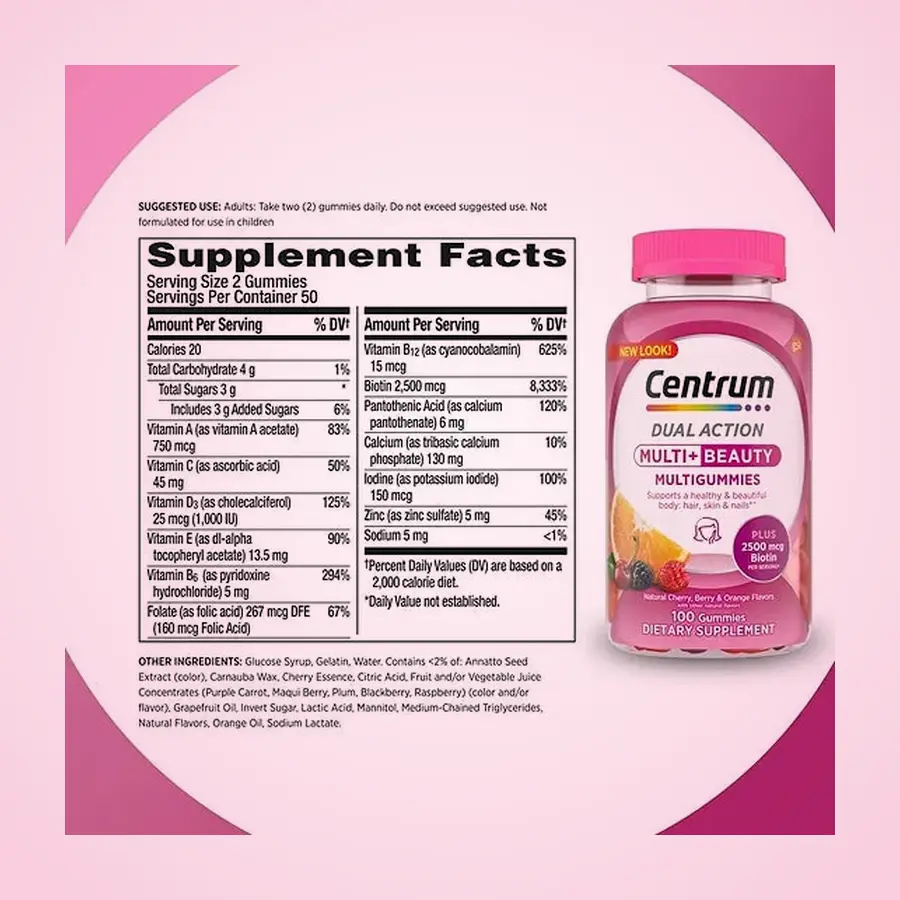 SUGGESTED USE: Adults: Take two (2) gummies daily. Do not exceed suggested use. Not
formulated for use in children
Supplement Facts
Serving Size 2 Gummies
Servings Per Container 50
Amount Per Serving % DV†
Calories 20
Total Carbohydrate 4 g 1%
Total Sugars 3 g *
Includes 3 g Added Sugars 6%
Vitamin A (as vitamin A acetate) 83%
750 mcg
Vitamin C (as ascorbic acid) 50%
45 mg
Vitamin D3 (as cholecalciferol) 125%
25 mcg (1,000 IU)
Vitamin E (as dl-alpha 90%
tocopheryl acetate) 13.5 mg
Vitamin B6 (as pyridoxine 294%
hydrochloride) 5 mg
Folate (as folic acid) 267 mcg DFE 67%
(160 mcg Folic Acid)
Amount Per Serving % DV†
Vitamin B12 (as cyanocobalamin) 625%
15 mcg
Biotin 2,500 mcg 8,333%
Pantothenic Acid (as calcium 120%
pantothenate) 6 mg
Calcium (as tribasic calcium 10%
phosphate) 130 mg
Iodine (as potassium iodide) 100%
150 mcg
Zinc (as zinc sulfate) 5 mg 45%
Sodium 5 mg <1%
†Percent Daily Values (DV) are based on a
2,000 calorie diet.
*Daily Value not established.
OTHER INGREDIENTS: Glucose Syrup, Gelatin, Water. Contains <2% of: Annatto Seed
Extract (color), Carnauba Wax, Cherry Essence, Citric Acid, Fruit and/or Vegetable Juice
Concentrates (Purple Carrot, Maqui Berry, Plum, Blackberry, Raspberry) (color and/or
flavor), Grapefruit Oil, Invert Sugar, Lactic Acid, Mannitol, Medium-Chained Triglycerides,
Natural Flavors, Orange Oil, Sodium Lactate.
NEW LOOK!
Centrum
DUAL ACTION
MULTI+ BEAUTY
MULTIGUMMIES
Supports a healthy & beautiful
body: hair, skin & nails*^
PLUS
2500 mcg
Biotin
PER SERVING
Natural Cherry, Berry & Orange Flavors
with other natural flavors
100 Gummies
DIETARY SUPPLEMENT